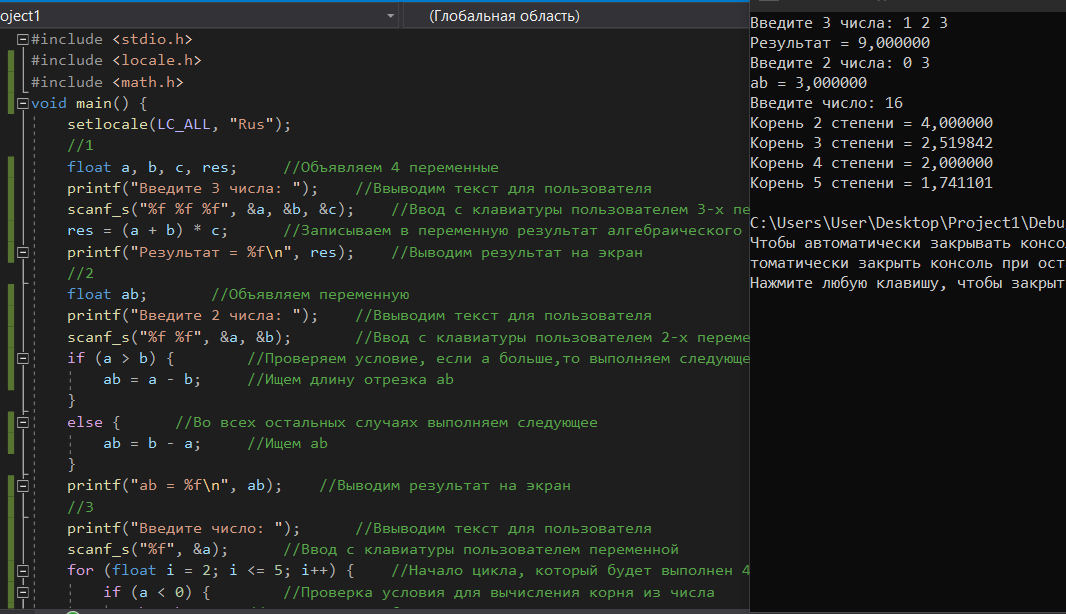 oject1
(Глобальная область)
#include <stdio.h>
#include <locale.h>
#include <math.h>
void main() {
setlocale(LC_ALL, "Rus");
//1
float a, b, c, res; //Объявляем 4 переменные
printf("Введите 3 числа: "); //Ввыводим текст для пользователя
scanf_s("%f %f %f", &a, &b, &c); //Ввод с клавиатуры пользователем 3-х пе
res = (a + b) * c; //Записываем в переменную результат алгебраического
printf("Результат = %f\n", res); //Выводим результат на экран
//2
float ab; //Объявляем переменную
printf("Введите 2 числа: "); //Ввыводим текст для пользователя
scanf_s("%f %f", &a, &b); //Ввод с клавиатуры пользователем 2-х переме
if (a > b) { //Проверяем условие, если а больше,то выполняем следующе
ab = a - b; //Ищем длину отрезка ab
}
else { //Во всех остальных случаях выполняем следующее
ab = b - a; //Ищем ab
}
printf("ab = %f\n", ab); //Выводим результат на экран
//3
printf("Введите число: "); //Ввыводим текст для пользователя
scanf_s("%f", &a); //Ввод с клавиатуры пользователем переменной
for (float i = 2; i <= 5; i++) { //Начало цикла, который будет выполнен 4
if (a < 0) { //Проверка условия для вычисления корня из числа
Введите 3 числа: 1 2 3
Результат = 9,000000
Введите 2 числа: 0 3
ab = 3,000000
Введите число: 16
Корень 2 степени = 4,000000
Корень 3 степени = 2,519842
Корень 4 степени = 2,000000
Корень 5 степени = 1,741101
C:\Users\User\Desktop\Project1\Debu
Чтобы автоматически закрывать консо
томатически закрыть консоль при ост
Нажмите любую клавишу, чтобы закрыт